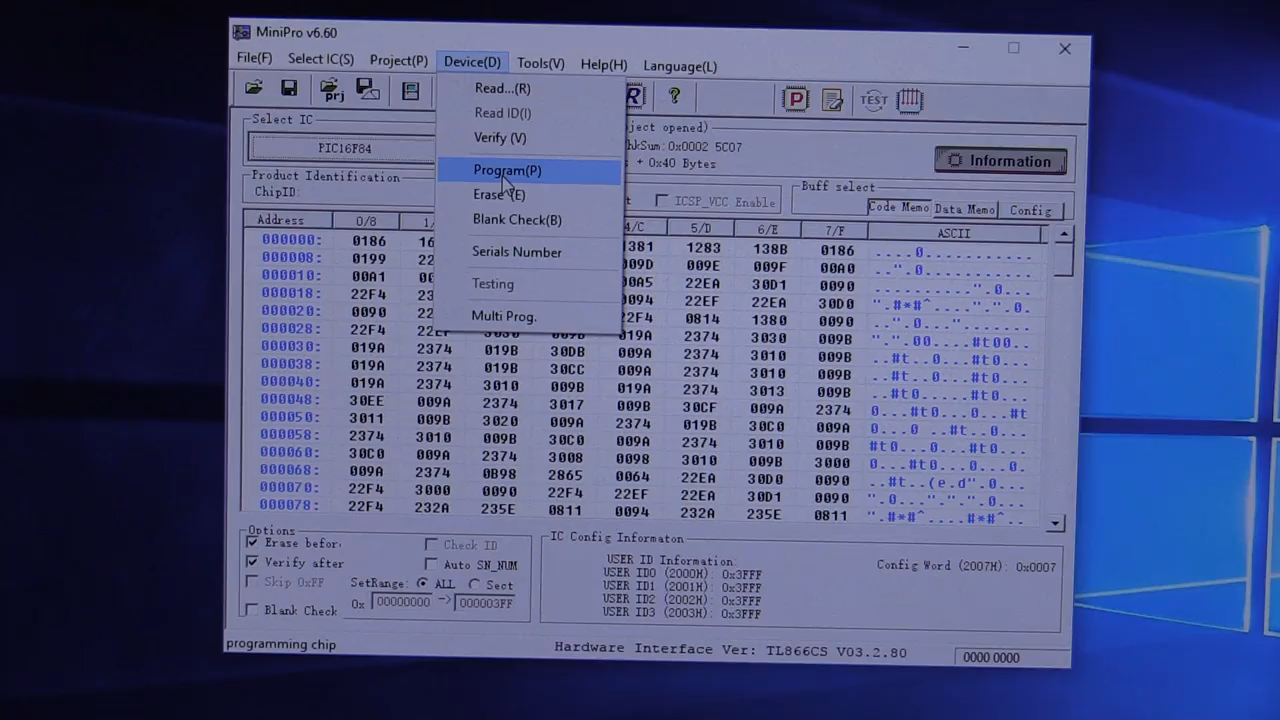 MiniPro v6.60
File(F) Select IC(S) Project(P) Device(D) Tools(V) Help(H) Language(L)
prj R ? P TEST
Read...(R)
Read ID(I)
Verify (V)
Program(P)
Erase (E)
Blank Check(B)
Serials Number
Testing
Multi Prog.
Select IC
PIC16F84
ject opened)
kSum: 0x0002 5C07
+ 0x40 Bytes
Information
Product Identification
ChipID:
ICSP_VCC Enable
Buff select
Code Memo Data Memo Config
Address 0/8 5/D 6/E 7/F ASCII
000000: 0186 1381 1283 138B 0186
000008: 0199 009E 009F 00A0
000010: 00A1 22EA 30D1 0090
000018: 22F4 22EF 22EA 30D0
000020: 0090 0814 1380 0090
000028: 22F4 009A 2374 3030 009B
000030: 019A 2374 019B 30DB 009A 2374 3010 009B
000038: 019A 2374 019B 30CC 009A 2374 3010 009B
000040: 019A 2374 3010 009B 019A 2374 3013 009B
000048: 30EE 009A 2374 3017 009B 30CF 009A 2374
000050: 3011 009B 3020 009A 2374 019B 30C0 009A
000058: 2374 3010 009B 30C0 009A 2374 3010 009B
000060: 30C0 009A 2374 3008 0098 3010 009B 3000
000068: 009A 2374 0B98 2865 0064 22EA 30D0 0090
000070: 22F4 3000 0090 22F4 22EF 22EA 30D1 0090
000078: 22F4 232A 235E 0811 0094 232A 235E 0811
Options
Erase befor Check ID
Verify after Auto SN_NUM
Skip 0xFF SetRange: ALL Sect
Blank Check 0x 00000000 -> 000003FF
IC Config Informaton
USER ID Information:
USER ID0 (2000H): 0x3FFF
USER ID1 (2001H): 0x3FFF
USER ID2 (2002H): 0x3FFF
USER ID3 (2003H): 0x3FFF
Config Word (2007H): 0x0007
programming chip
Hardware Interface Ver: TL866CS V03.2.80
0000 0000